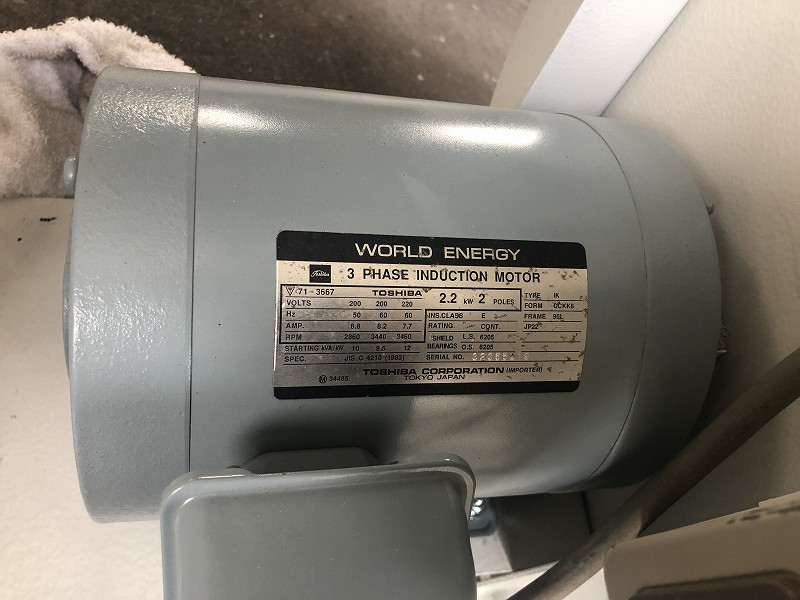 WORLD ENERGY
Toshiba 3 PHASE INDUCTION MOTOR
71-3667 TOSHIBA 2.2 kW 2 POLES TYPE IK
VOLTS 200 200 220 FORM
Hz 50 60 60 INS.CLASS E FRAME 90L
AMP. 8.8 8.2 7.7 RATING CONT. JP22
RPM 2860 3440 3460 SHIELD L.S. 6205
STARTING kVA/kW 10 9.5 12 BEARINGS O.S. 6205
SPEC. JIS C 4210 (1983) SERIAL NO.
M 34465 TOSHIBA CORPORATION (IMPORTER)
TOKYO JAPAN